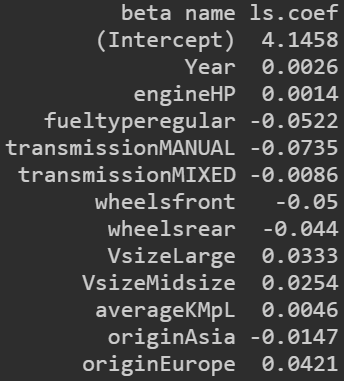 beta name ls.coef
(Intercept) 4.1458
Year 0.0026
engineHP 0.0014
fueltyperegular -0.0522
transmissionMANUAL -0.0735
transmissionMIXED -0.0086
wheelsfront -0.05
wheelsrear -0.044
VsizeLarge 0.0333
VsizeMidsize 0.0254
averageKMpL 0.0046
originAsia -0.0147
originEurope 0.0421